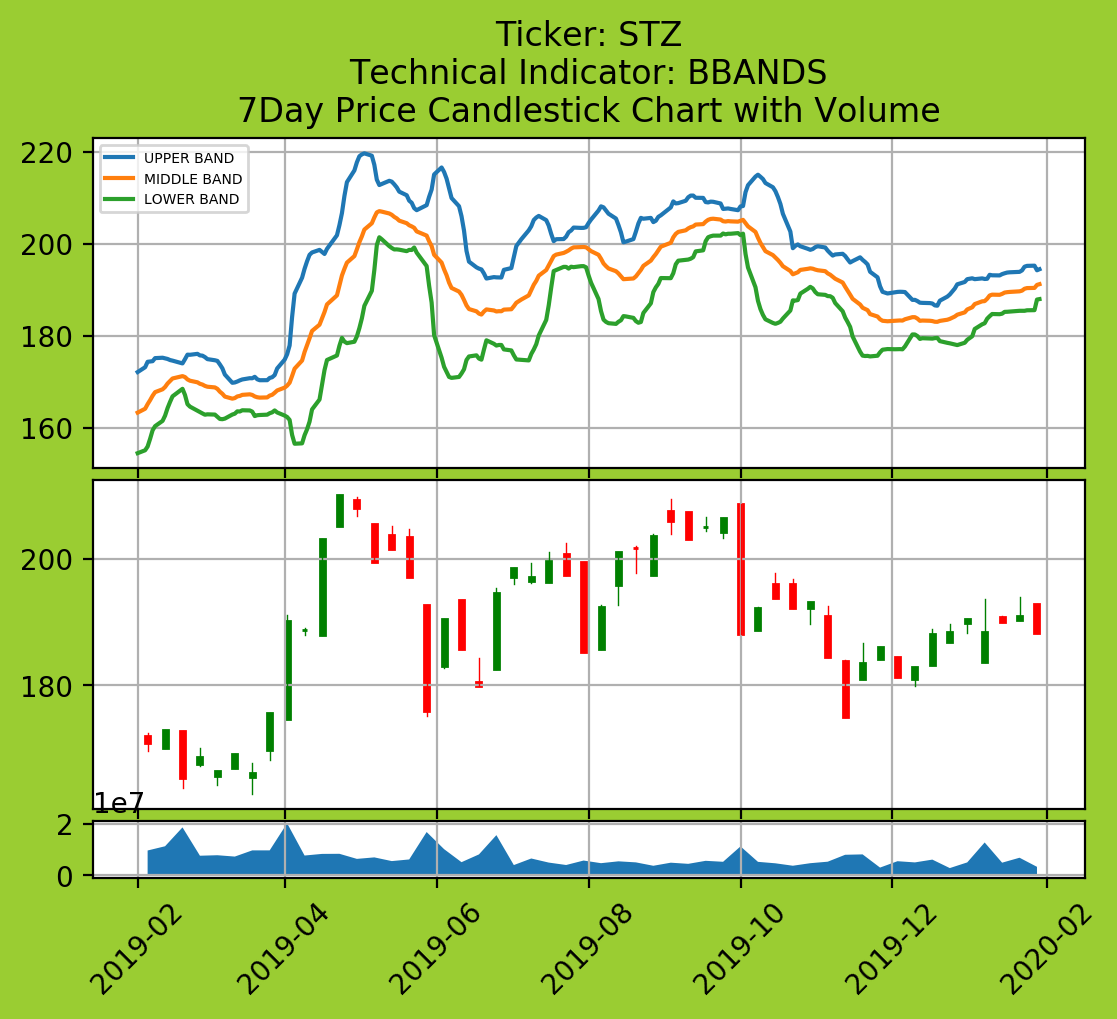 Ticker: STZ
Technical Indicator: BBANDS
7Day Price Candlestick Chart with Volume
220
200
180
160
UPPER BAND
MIDDLE BAND
LOWER BAND
200
180
1e7
2
0
2019-02
2019-04
2019-06
2019-08
2019-10
2019-12
2020-02